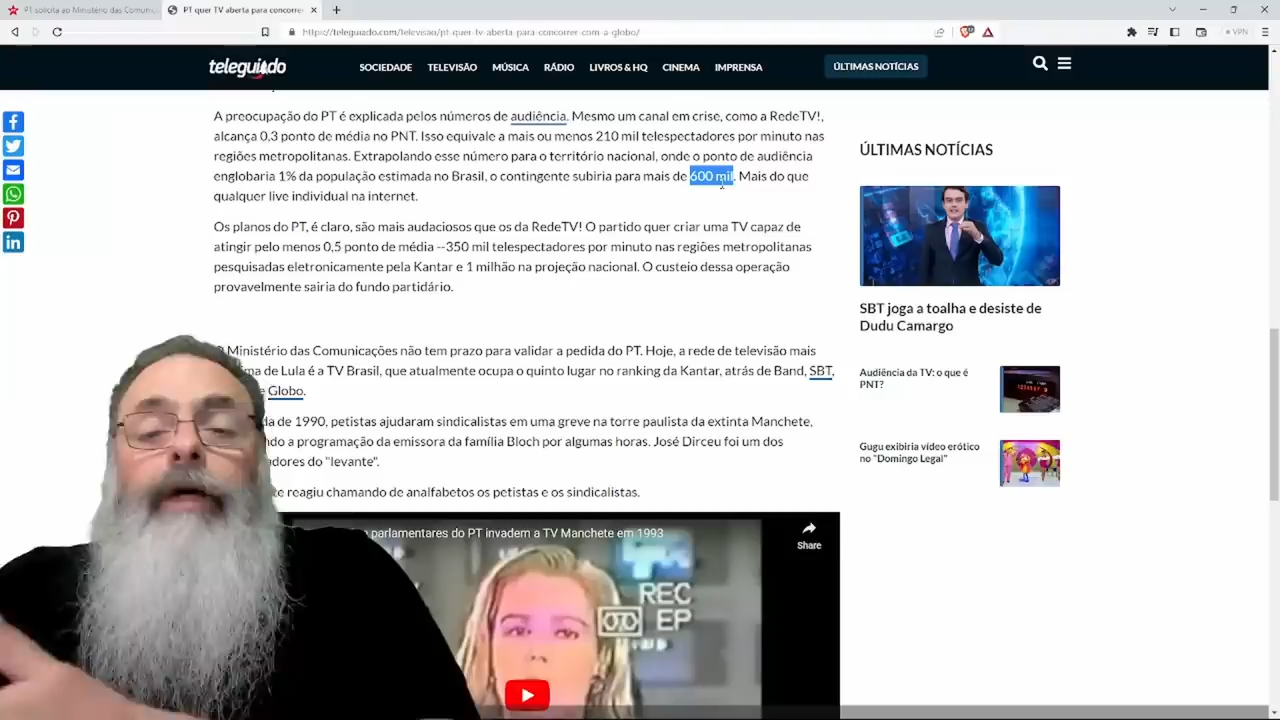 PT solicita ao Ministério das Comuni
PT quer TV aberta para concorre
https://teleguiado.com/televisao/pt-quer-tv-aberta-para-concorrer-com-a-globo/
VPN
teleguiado
SOCIEDADE TELEVISÃO MÚSICA RÁDIO LIVROS & HQ CINEMA IMPRENSA
ÚLTIMAS NOTÍCIAS
A preocupação do PT é explicada pelos números de audiência. Mesmo um canal em crise, como a RedeTV!,
alcança 0,3 ponto de média no PNT. Isso equivale a mais ou menos 210 mil telespectadores por minuto nas
regiões metropolitanas. Extrapolando esse número para o território nacional, onde o ponto de audiência
englobaria 1% da população estimada no Brasil, o contingente subiria para mais de 600 mil. Mais do que
qualquer live individual na internet.
Os planos do PT, é claro, são mais audaciosos que os da RedeTV! O partido quer criar uma TV capaz de
atingir pelo menos 0,5 ponto de média --350 mil telespectadores por minuto nas regiões metropolitanas
pesquisadas eletronicamente pela Kantar e 1 milhão na projeção nacional. O custeio dessa operação
provavelmente sairia do fundo partidário.
Ministério das Comunicações não tem prazo para validar a pedida do PT. Hoje, a rede de televisão mais
de Lula é a TV Brasil, que atualmente ocupa o quinto lugar no ranking da Kantar, atrás de Band, SBT,
e Globo.
de 1990, petistas ajudaram sindicalistas em uma greve na torre paulista da extinta Manchete,
a programação da emissora da família Bloch por algumas horas. José Dirceu foi um dos
do "levante".
reagiu chamando de analfabetos os petistas e os sindicalistas.
parlamentares do PT invadem a TV Manchete em 1993
Share
REC
EP
ÚLTIMAS NOTÍCIAS
SBT joga a toalha e desiste de
Dudu Camargo
Audiência da TV: o que é
PNT?
Gugu exibiria vídeo erótico
no "Domingo Legal"